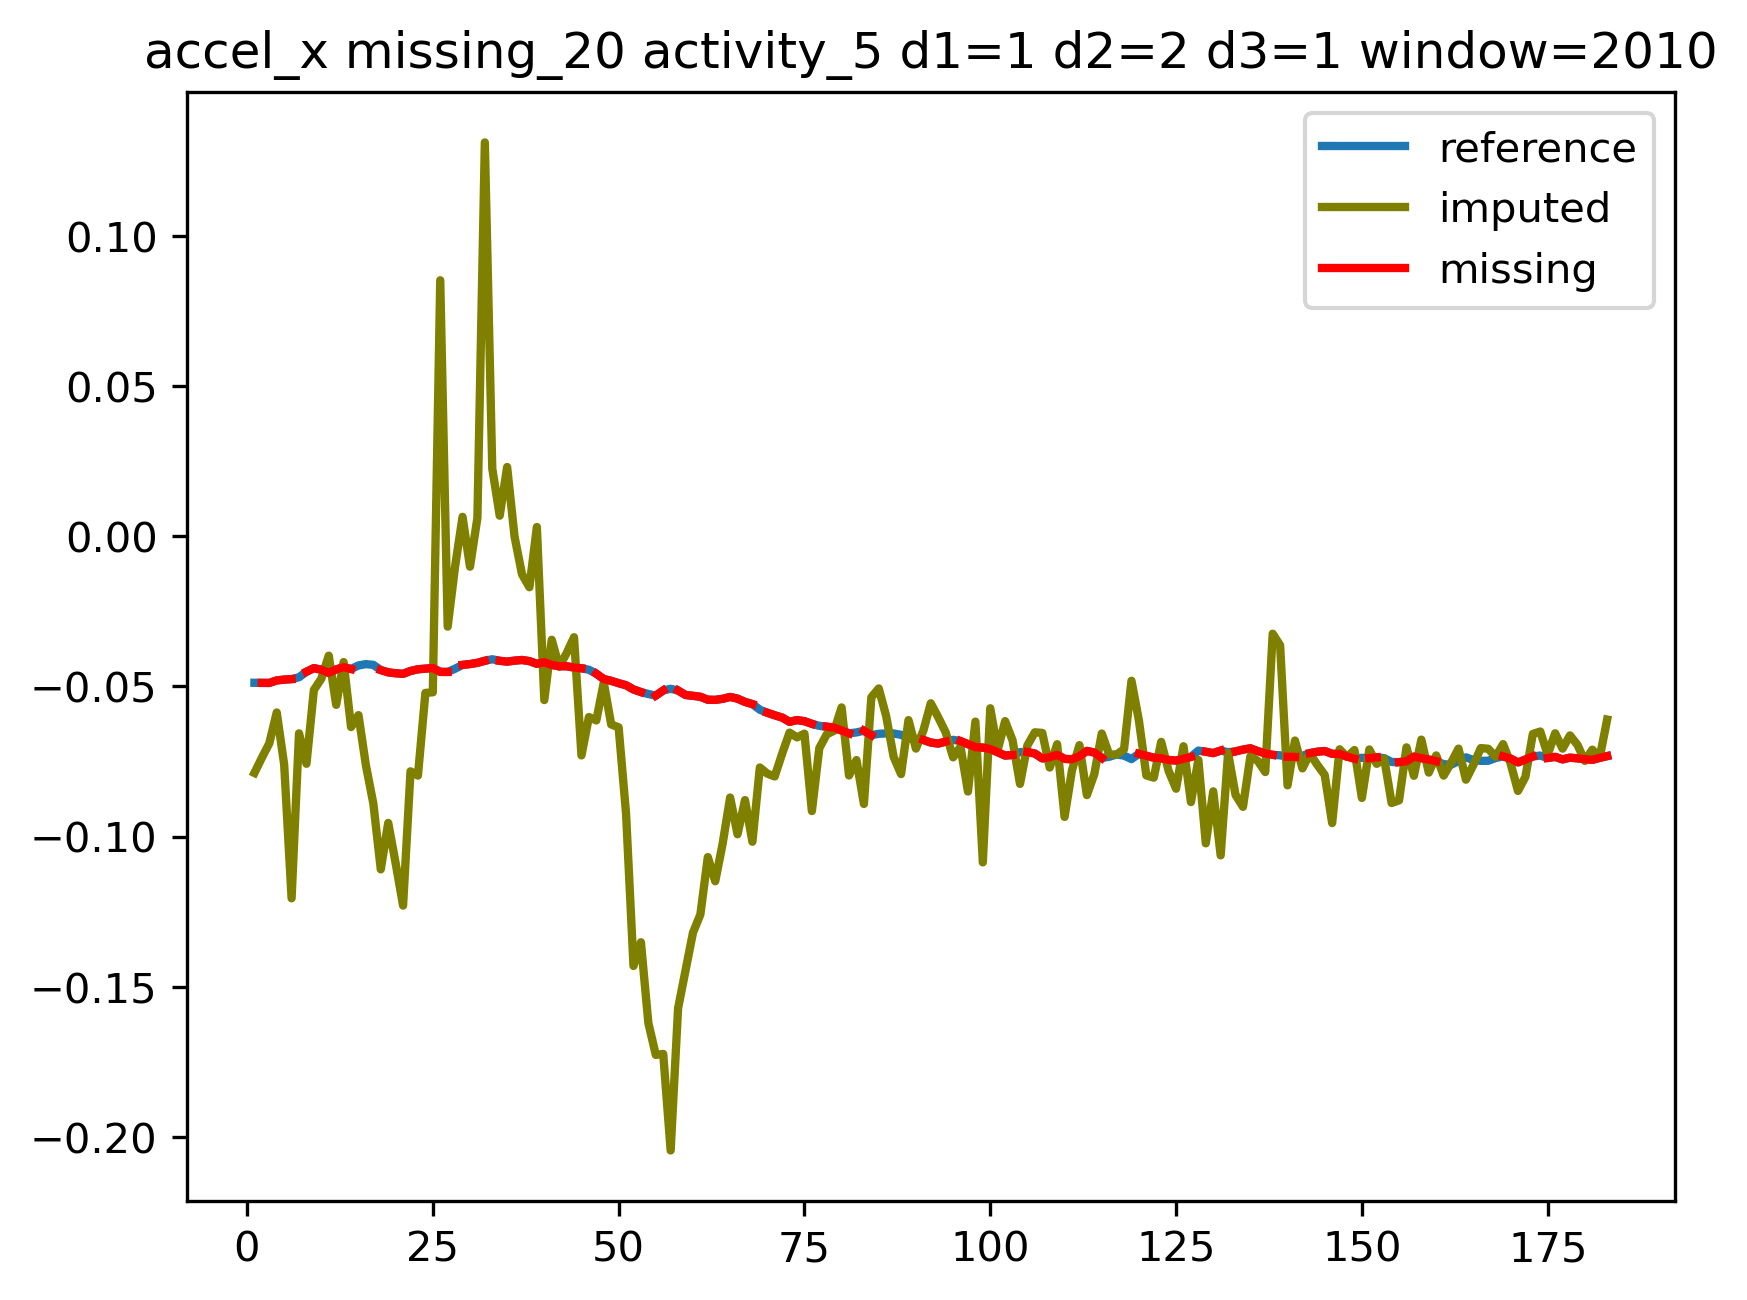 accel_x missing_20 activity_5 d1=1 d2=2 d3=1 window=2010
reference
imputed
missing
0.10
0.05
0.00
−0.05
−0.10
−0.15
−0.20
0 25 50 75 100 125 150 175